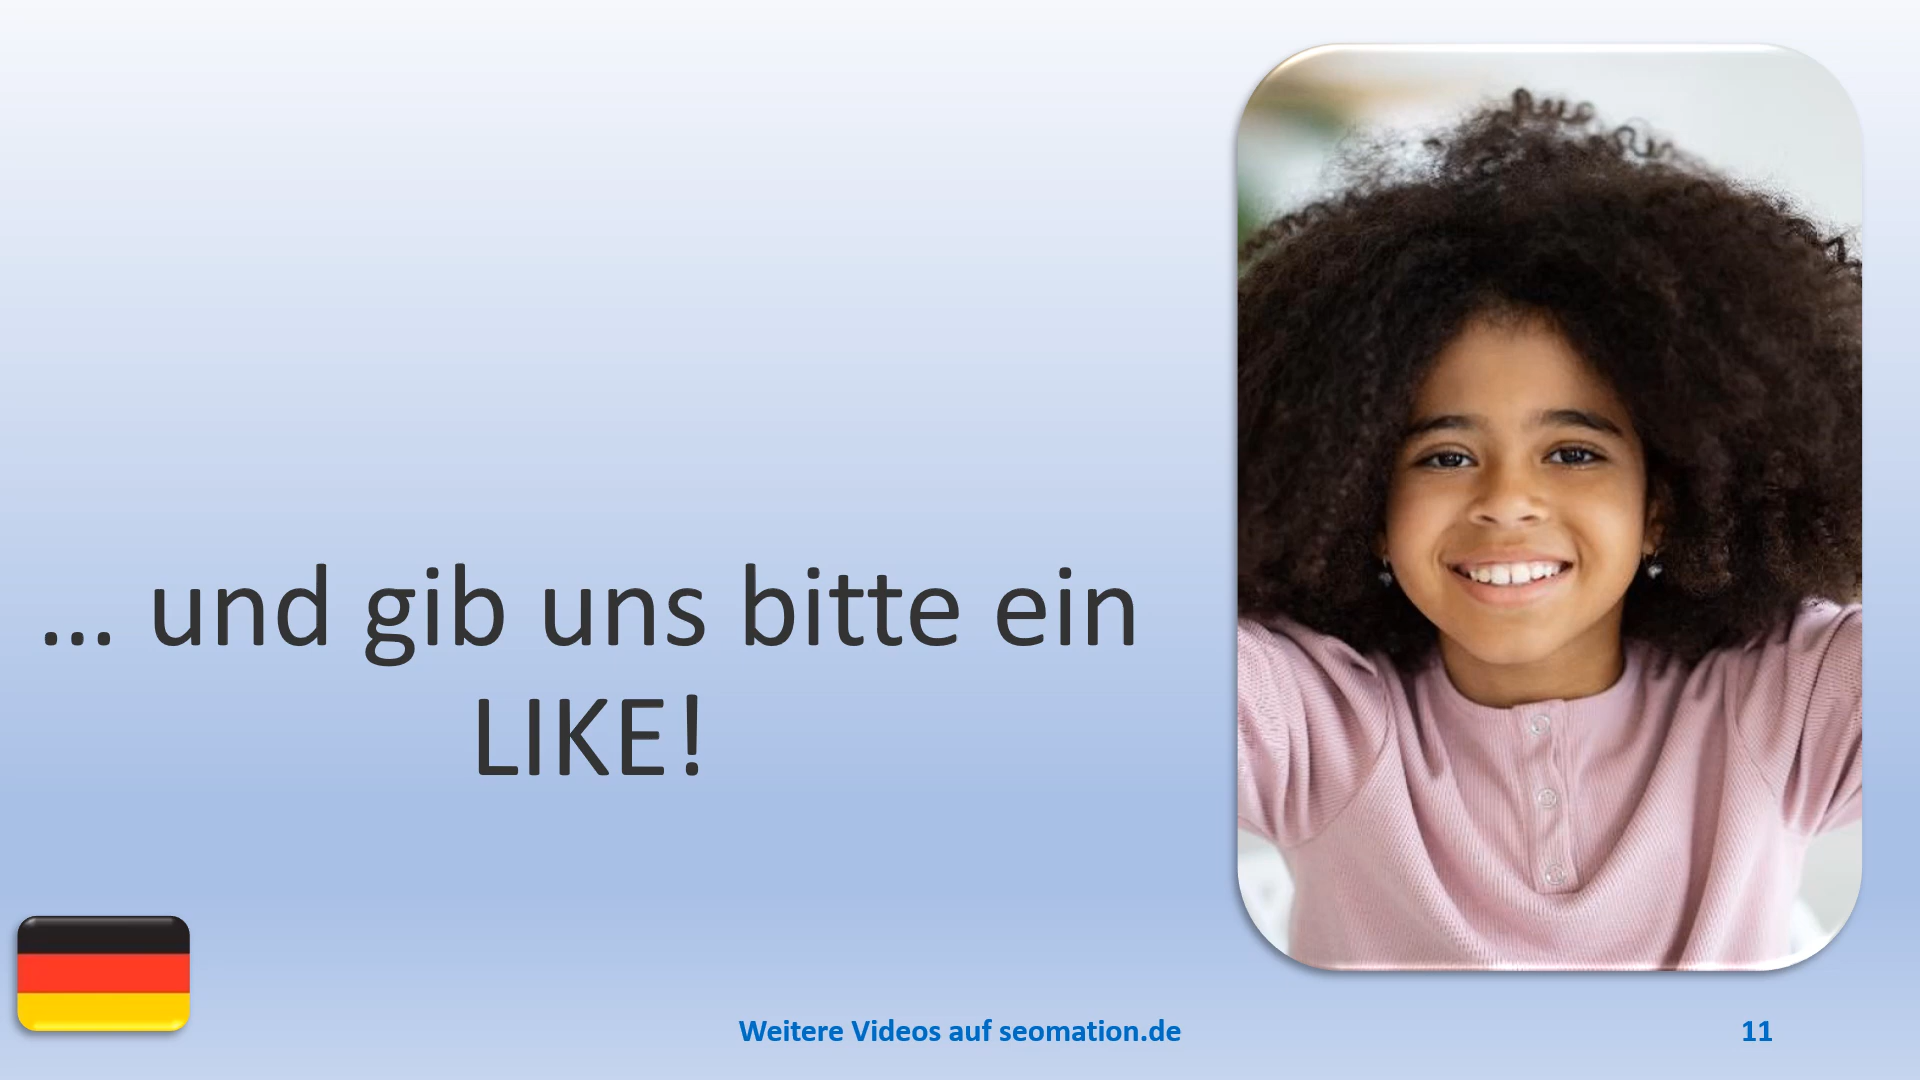 … und gib uns bitte ein
LIKE!
Weitere Videos auf seomation.de
11